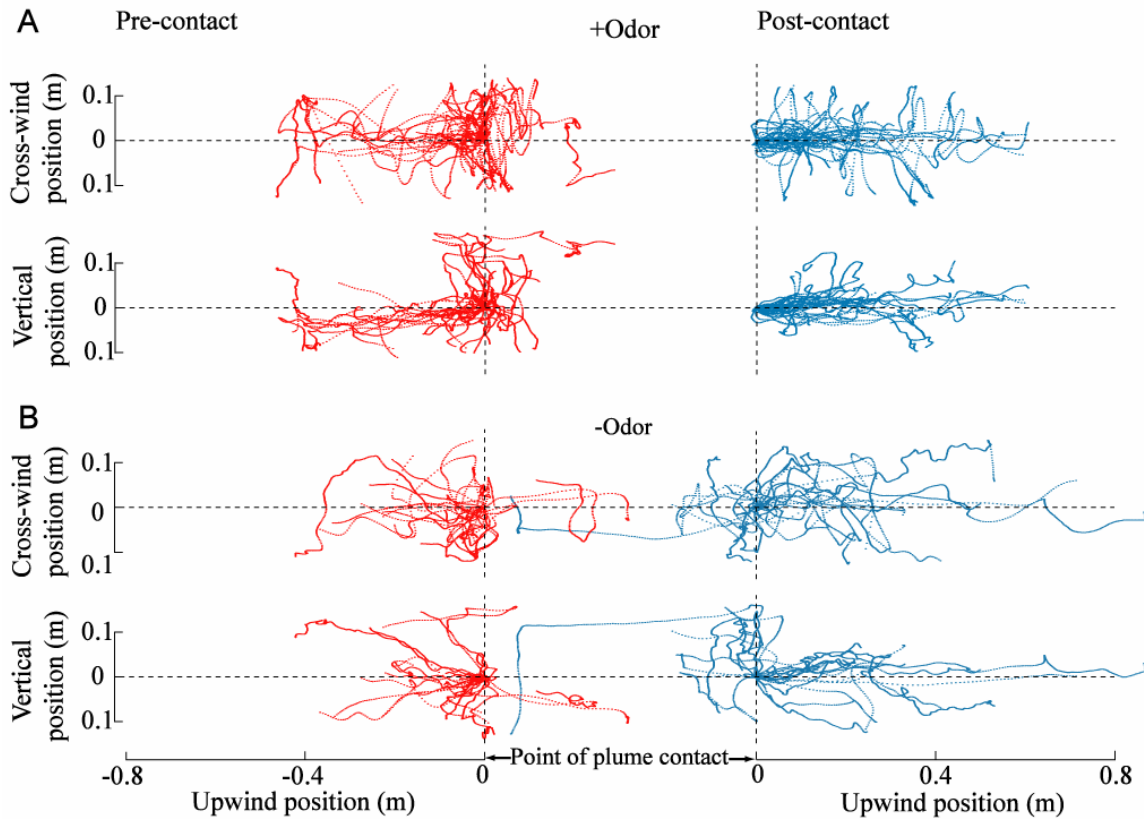 A
Pre-contact
+Odor
Post-contact
Cross-wind
position (m)
0.1
0
0.1
Vertical
position (m)
0.1
0
0.1
B
-Odor
Cross-wind
position (m)
0.1
0
0.1
Vertical
position (m)
0.1
0
0.1
Point of plume contact
-0.8
-0.4
0
0
0.4
0.8
Upwind position (m)
Upwind position (m)